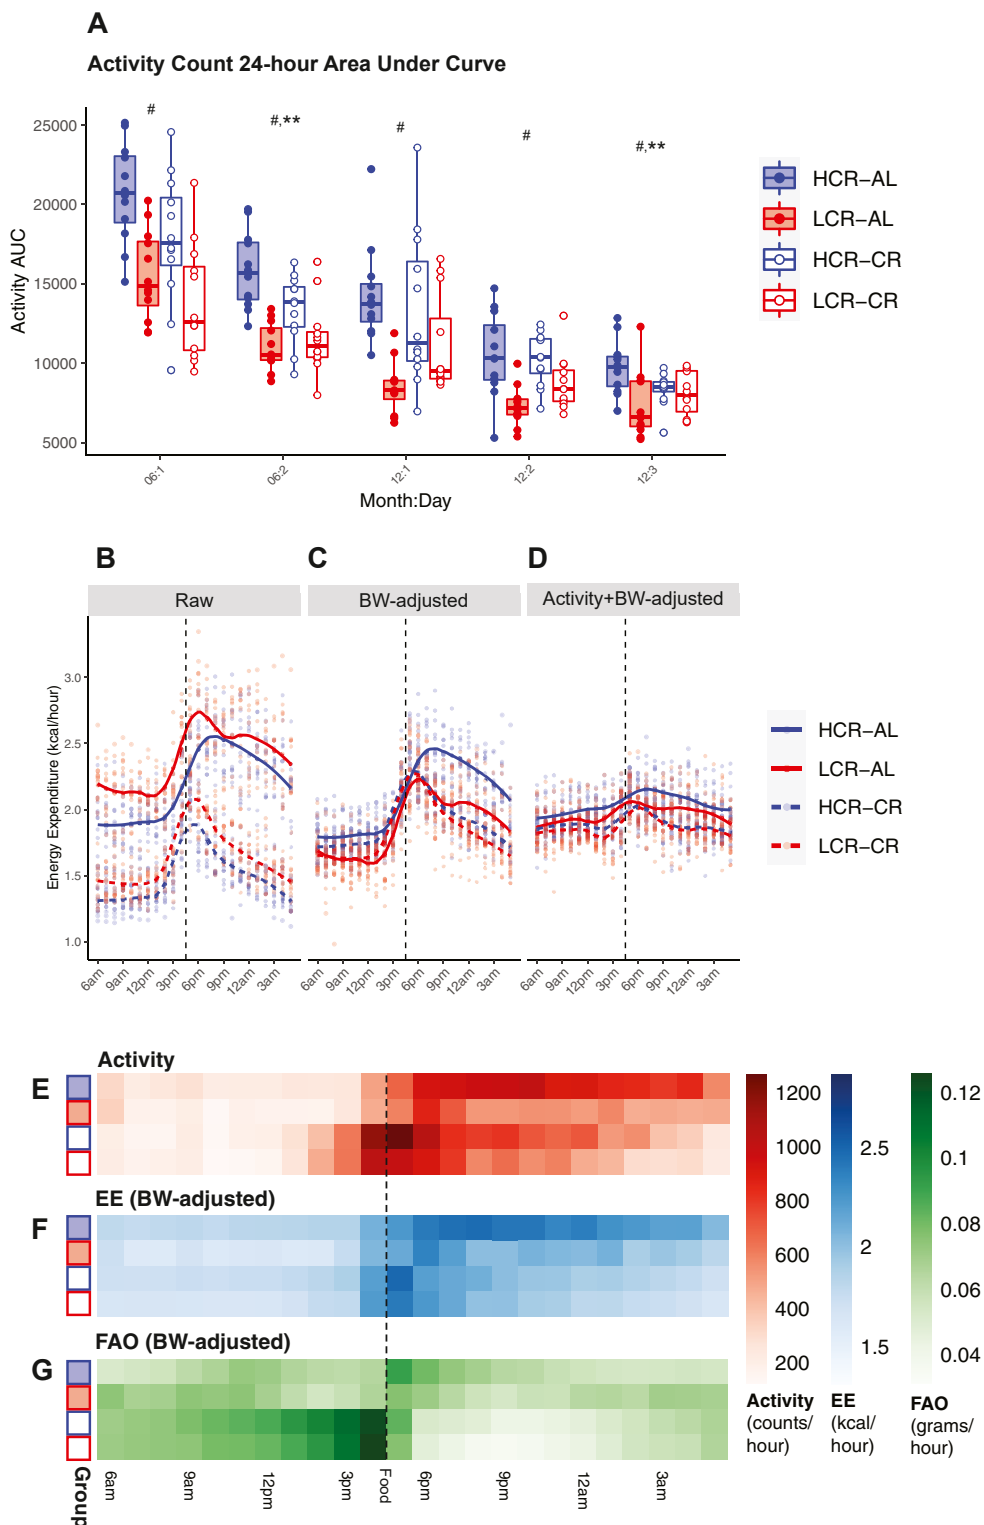 A
Activity Count 24-hour Area Under Curve
#
#,**
#
#
#,**
25000
20000
15000
10000
5000
Activity AUC
06:1
06:2
12:1
12:2
12:3
Month:Day
HCR−AL
LCR−AL
HCR−CR
LCR−CR
B
C
D
Raw
BW-adjusted
Activity+BW-adjusted
Energy Expenditure (kcal/hour)
3.0
2.5
2.0
1.5
1.0
6am
9am
12pm
3pm
6pm
9pm
12am
3am
6am
9am
12pm
3pm
6pm
9pm
12am
3am
6am
9am
12pm
3pm
6pm
9pm
12am
3am
HCR−AL
LCR−AL
HCR−CR
LCR−CR
Activity
E
EE (BW-adjusted)
F
FAO (BW-adjusted)
G
Group
6am
9am
12pm
3pm
Food
6pm
9pm
12am
3am
1200
1000
800
600
400
200
Activity
(counts/
hour)
2.5
2
1.5
EE
(kcal/
hour)
0.12
0.1
0.08
0.06
0.04
FAO
(grams/
hour)